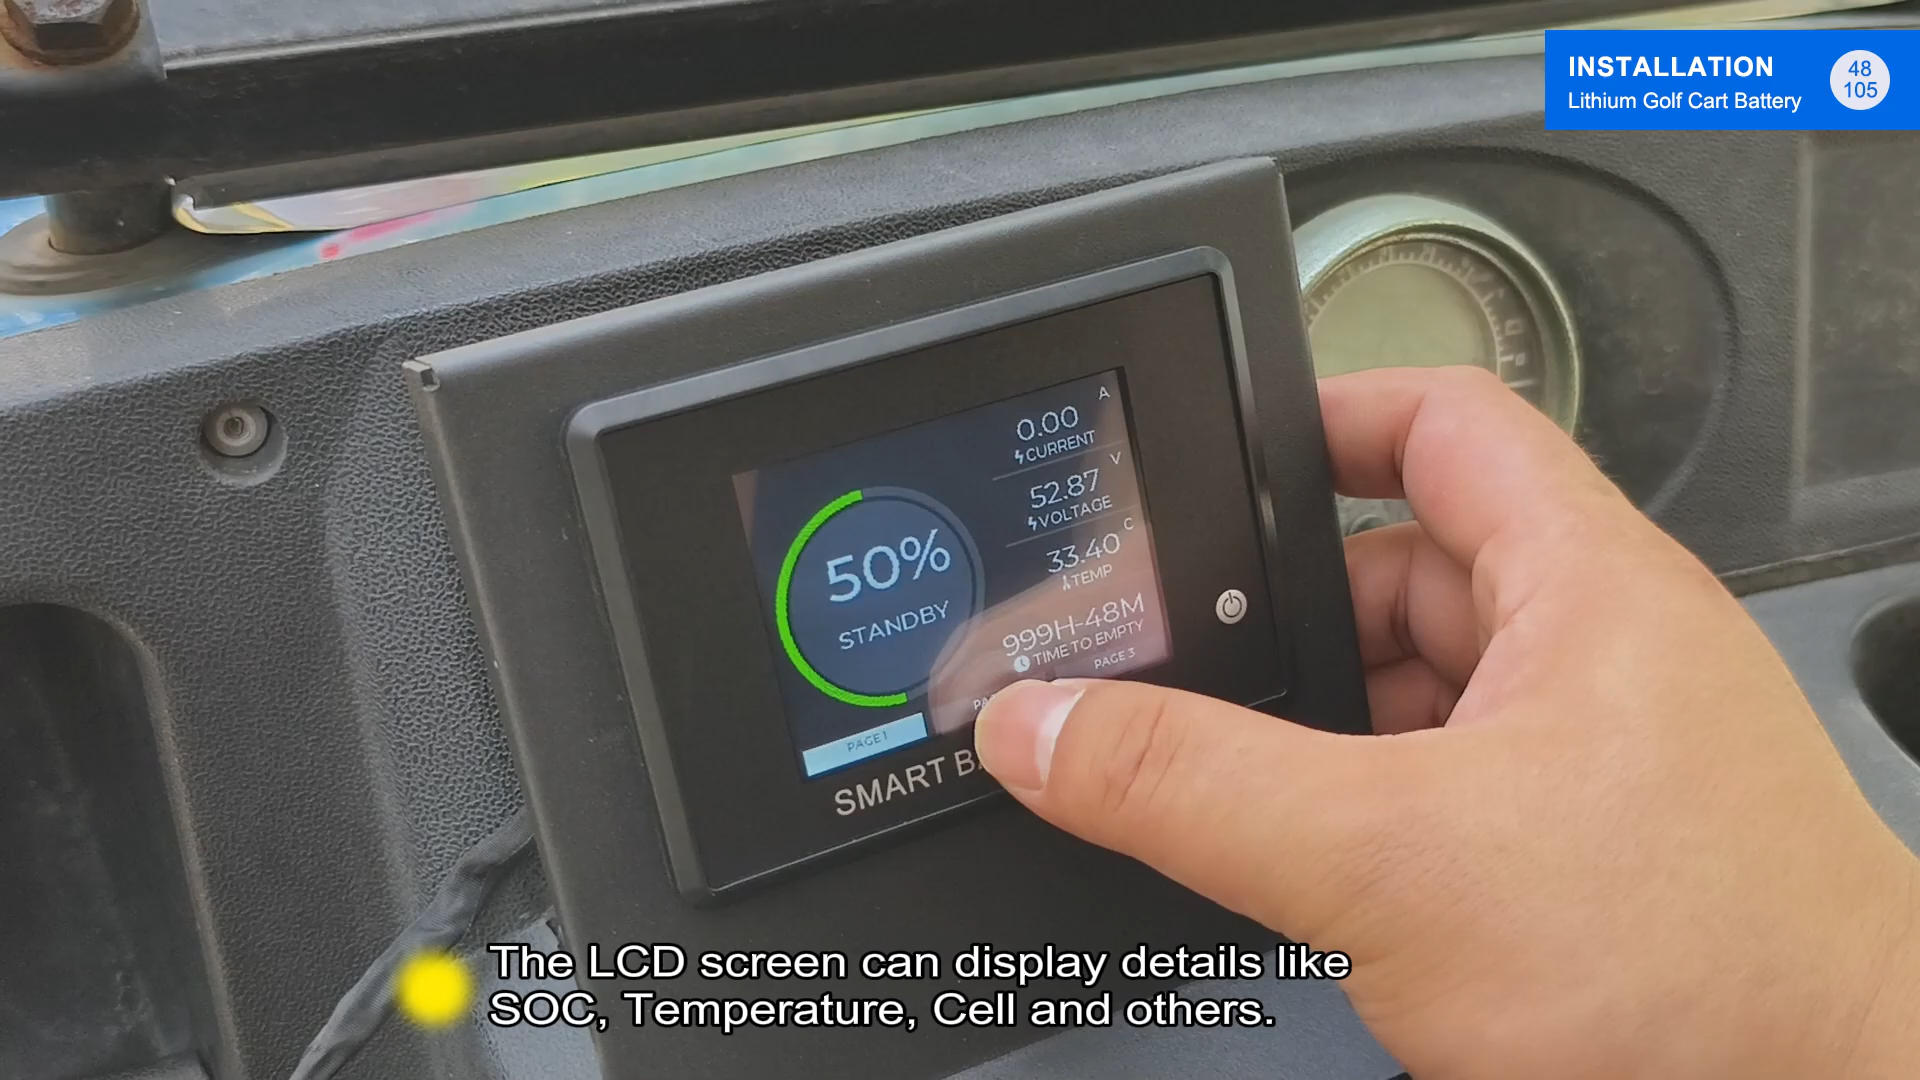 INSTALLATION
Lithium Golf Cart Battery
48
105
A
0.00
CURRENT
V
52.87
VOLTAGE
C
33.40
TEMP
50%
STANDBY
999H-48M
TIME TO EMPTY
PAGE 1
PAGE 3
SMART
The LCD screen can display details like
SOC, Temperature, Cell and others.